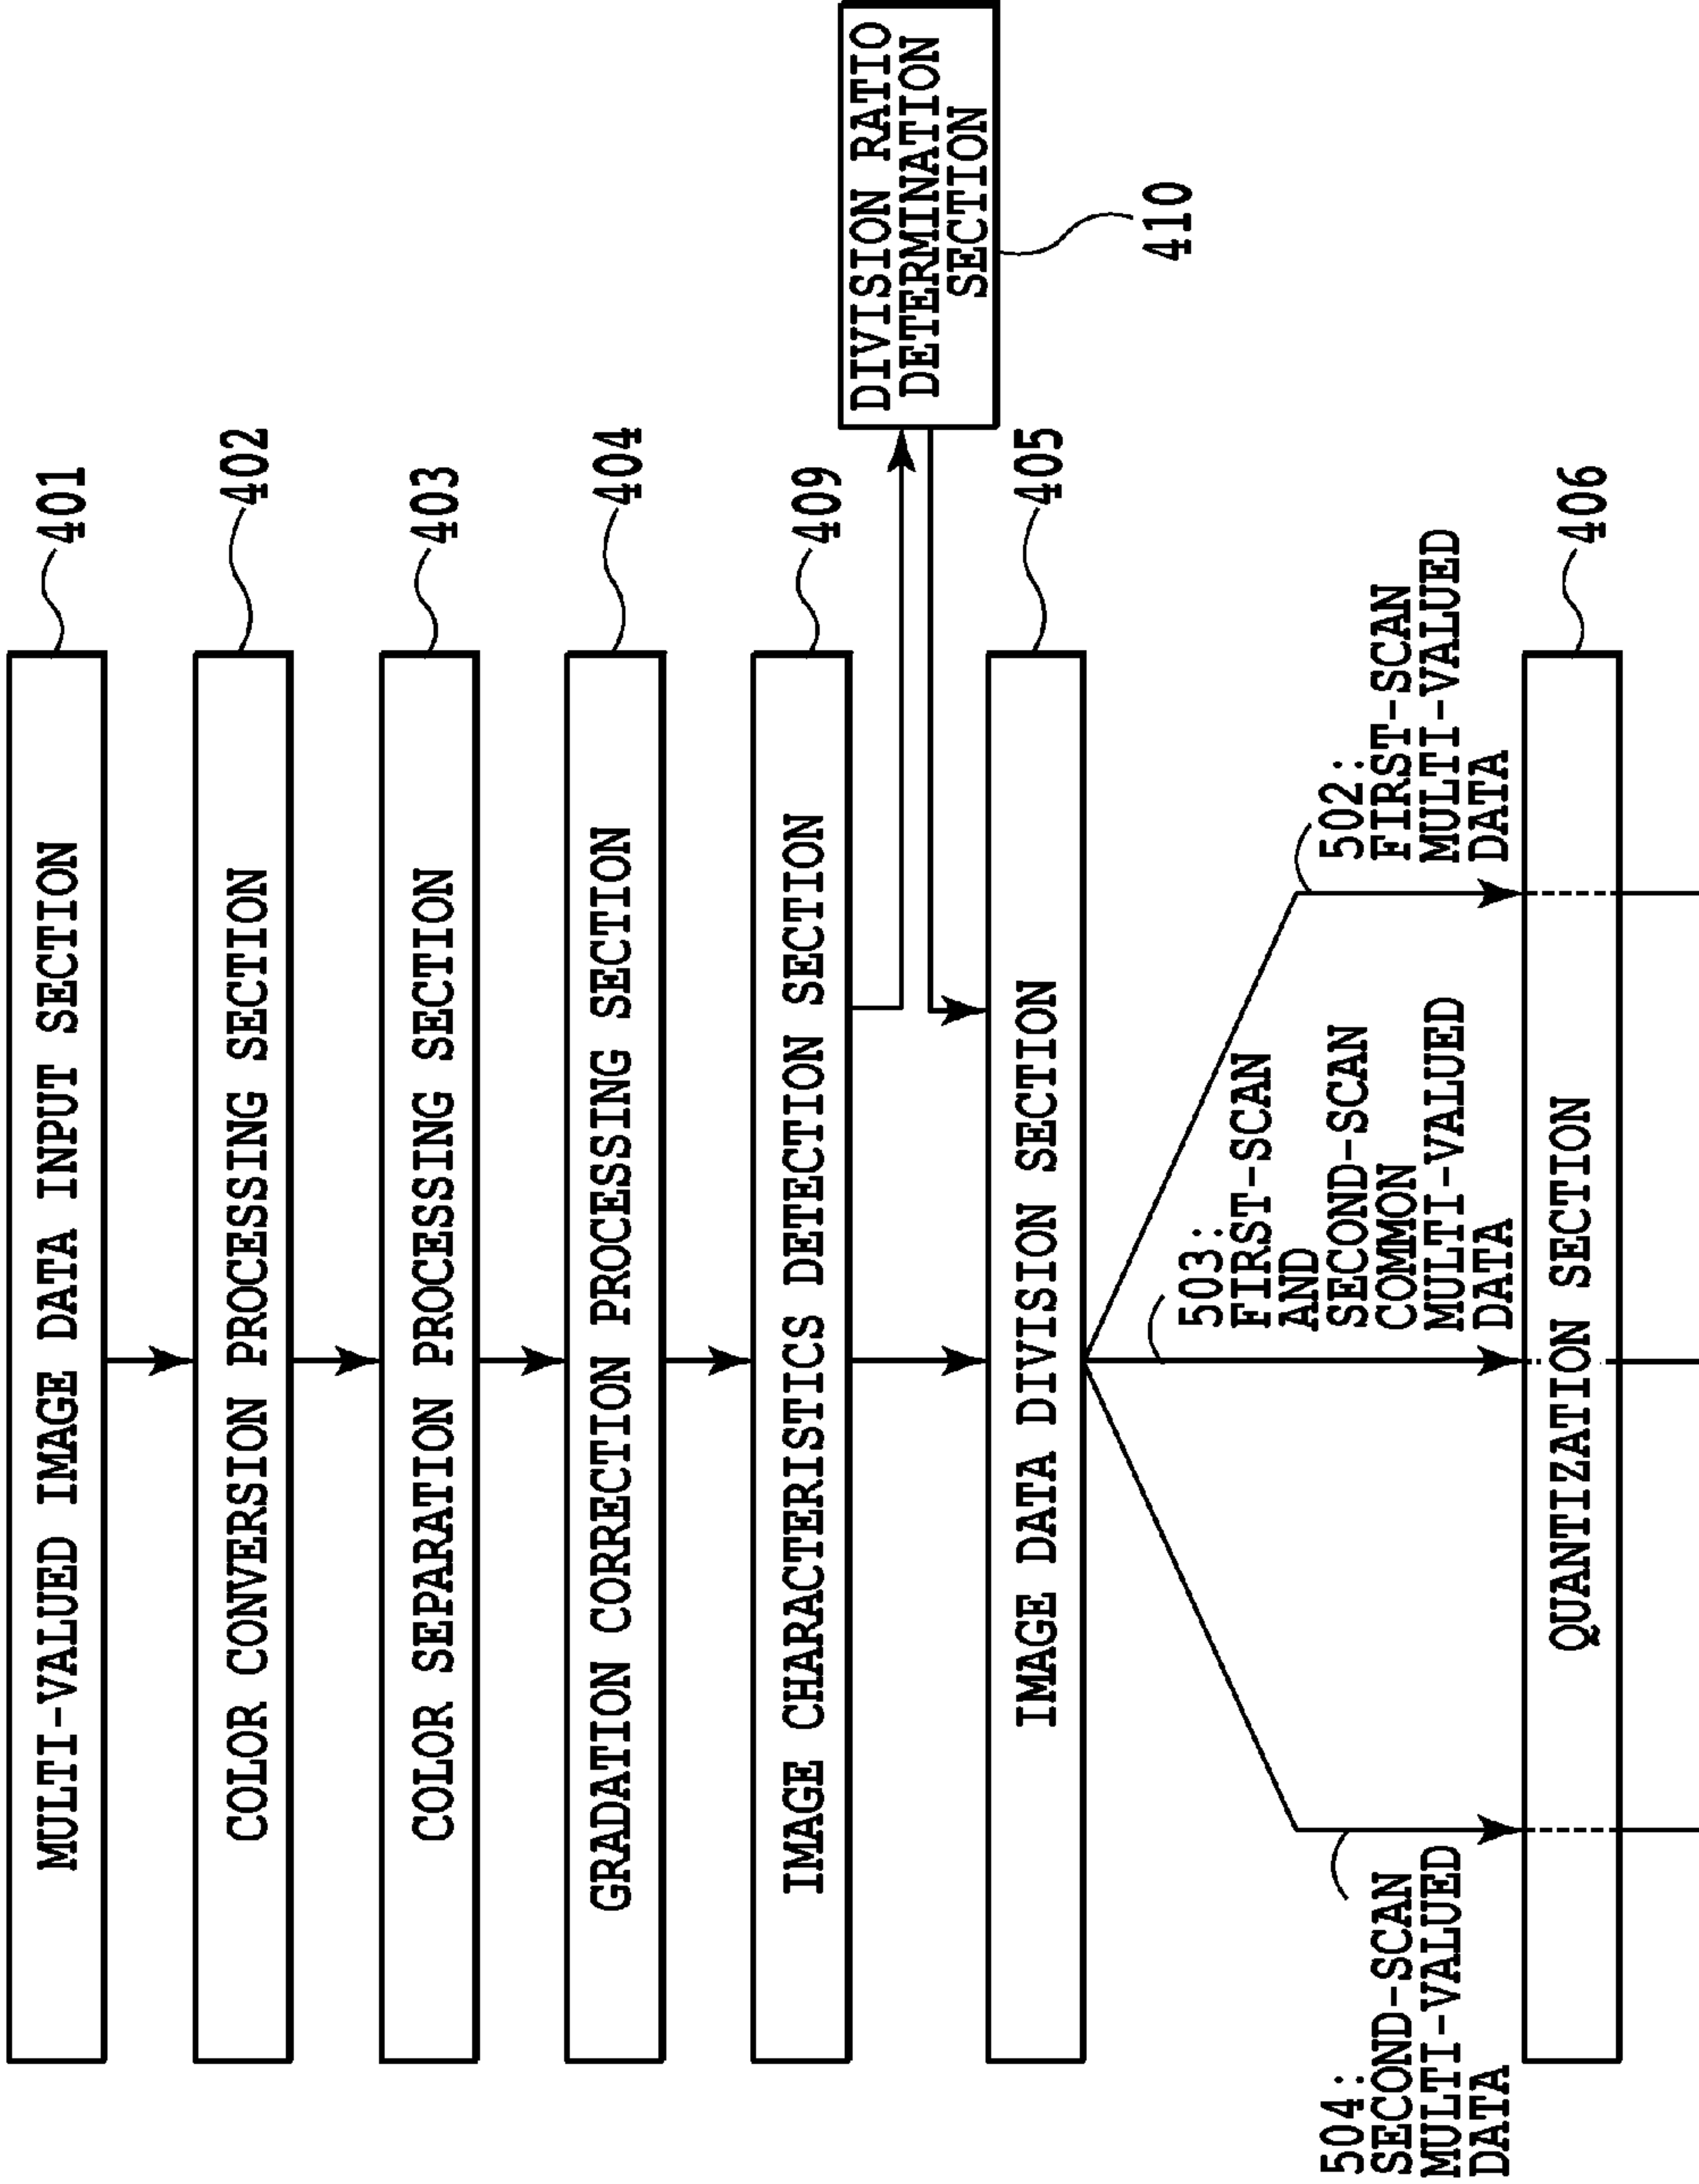 MULTI-VALUED IMAGE DATA INPUT SECTION
401
COLOR CONVERSION PROCESSING SECTION
402
COLOR SEPARATION PROCESSING SECTION
403
GRADATION CORRECTION PROCESSING SECTION
404
IMAGE CHARACTERISTICS DETECTION SECTION
409
DIVISION RATIO
DETERMINATION
SECTION
410
IMAGE DATA DIVISION SECTION
405
504:
SECOND-SCAN
MULTI-VALUED
DATA
503:
FIRST-SCAN
AND
SECOND-SCAN
COMMON
MULTI-VALUED
DATA
502:
FIRST-SCAN
MULTI-VALUED
DATA
QUANTIZATION SECTION
406